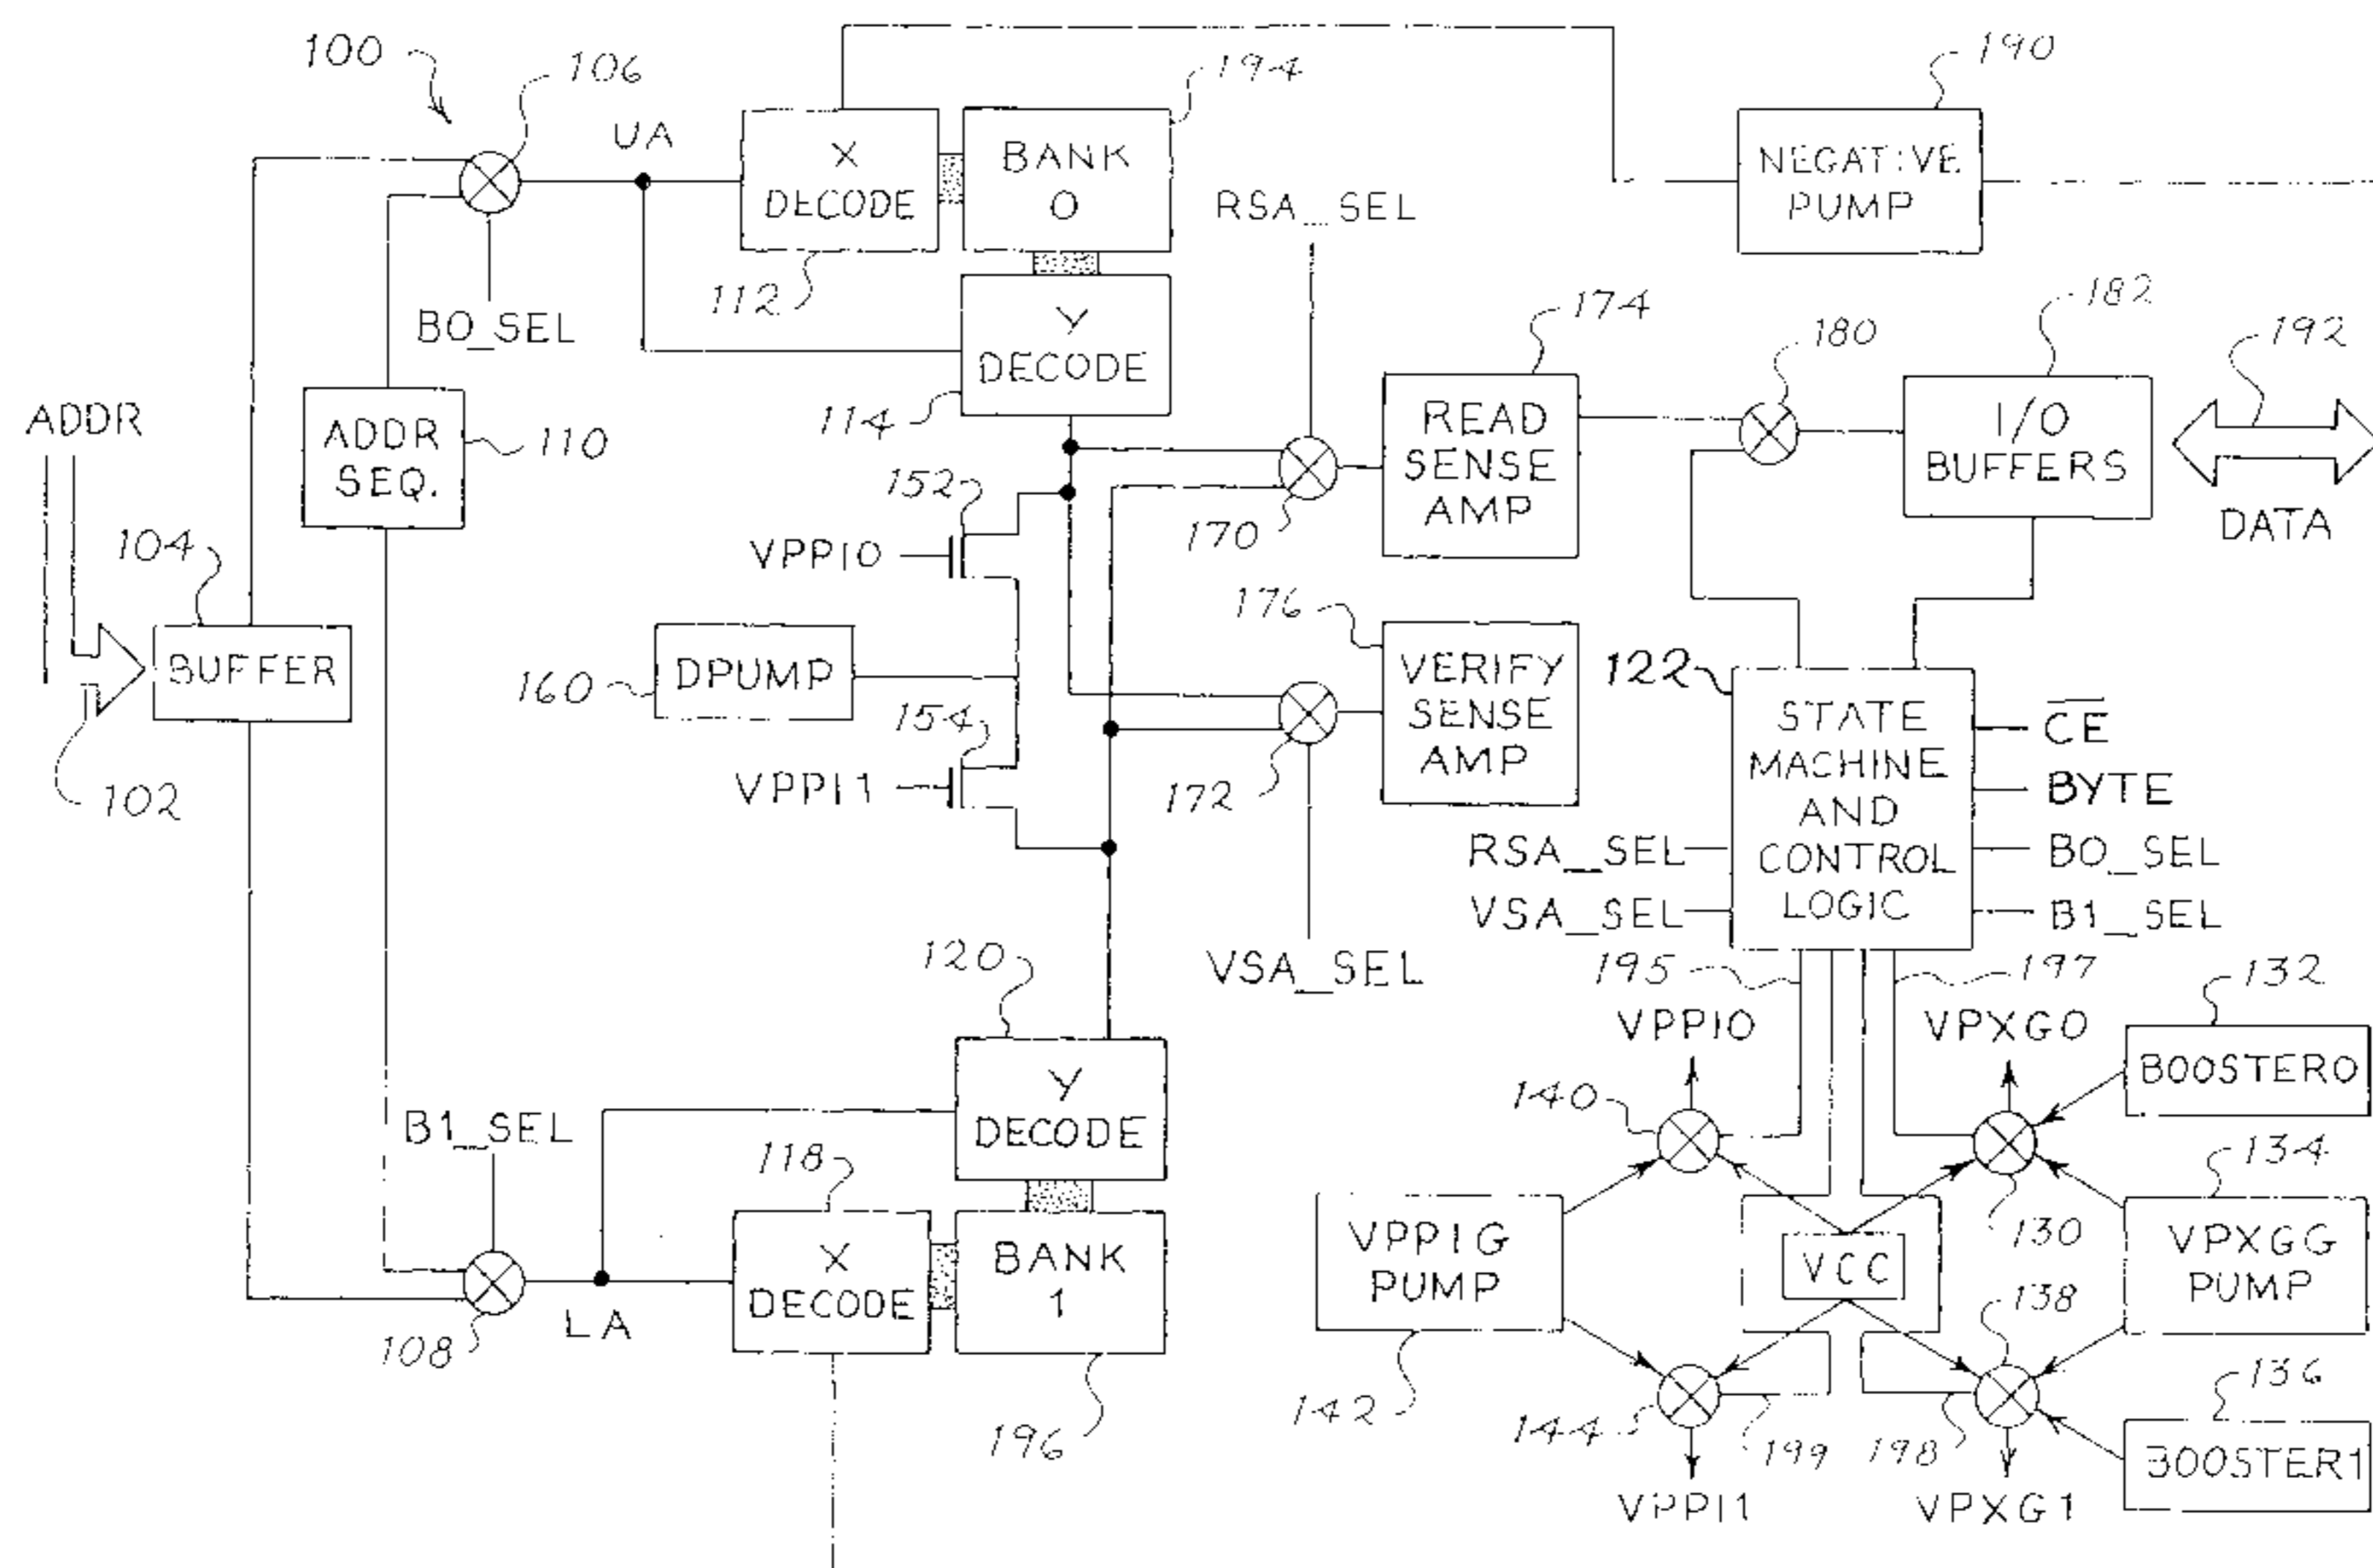 100
106
UA
X
DECODE
112
BANK
0
194
NEGATIVE
PUMP
190
B0_SEL
Y
DECODE
114
RSA_SEL
READ
SENSE
AMP
174
170
180
I/O
BUFFERS
182
192
DATA
ADDR
ADDR
SEQ.
110
104
BUFFER
102
152
VPPI0
DPUMP
160
154
VPPI1
176
VERIFY
SENSE
AMP
172
VSA_SEL
122
STATE
MACHINE
AND
CONTROL
LOGIC
CE
BYTE
RSA_SEL
B0_SEL
VSA_SEL
B1_SEL
195
197
VPPI0
VPXG0
132
BOOSTER0
140
134
130
VPPIG
PUMP
142
VCC
VPXGG
PUMP
138
136
BOOSTER1
144
199
198
VPPI1
VPXG1
120
Y
DECODE
B1_SEL
118
X
DECODE
BANK
1
196
LA
108